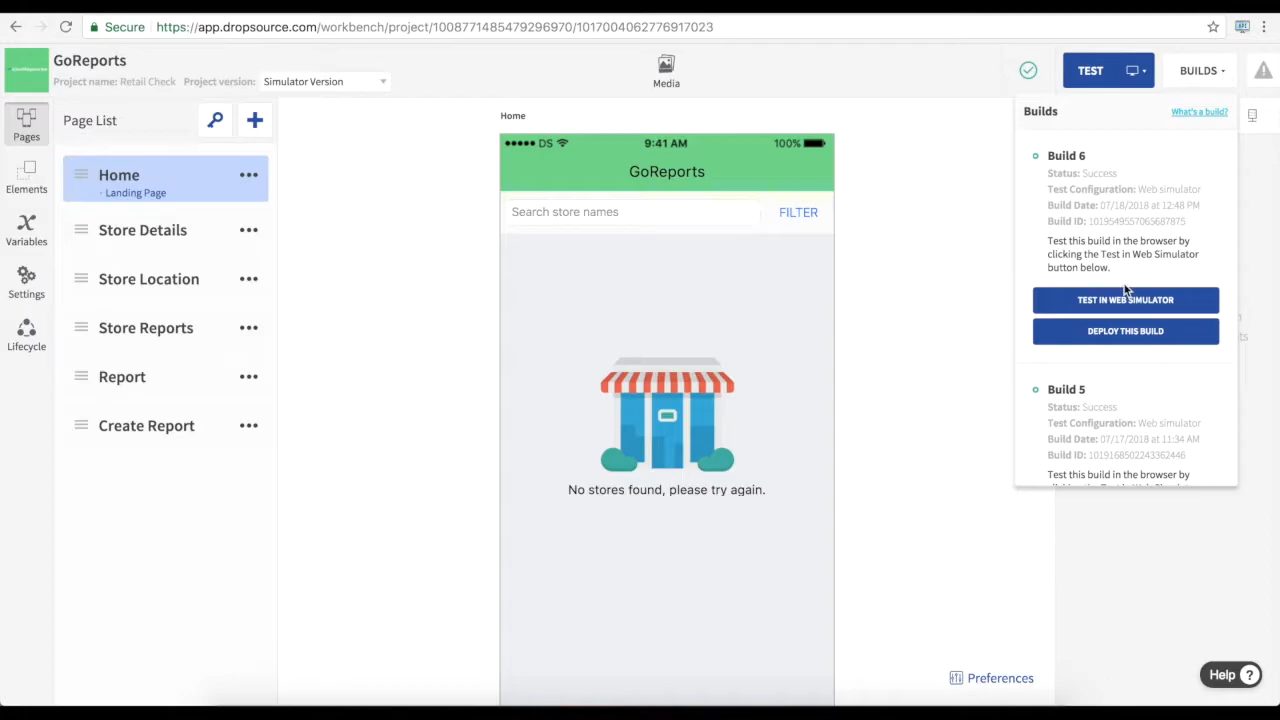 Secure
https://app.dropsource.com/workbench/project/1008771485479296970/1017004062776917023
GoReports
Project name: Retail Check Project version: Simulator Version
Media
TEST
BUILDS
Pages
Elements
Variables
Settings
Lifecycle
Page List
Home
· Landing Page
Store Details
Store Location
Store Reports
Report
Create Report
Home
DS 9:41 AM 100%
GoReports
Search store names FILTER
No stores found, please try again.
Builds What's a build?
Build 6
Status: Success
Test Configuration: Web simulator
Build Date: 07/18/2018 at 12:48 PM
Build ID: 1019549557065687875
Test this build in the browser by
clicking the Test in Web Simulator
button below.
TEST IN WEB SIMULATOR
DEPLOY THIS BUILD
Build 5
Status: Success
Test Configuration: Web simulator
Build Date: 07/17/2018 at 11:34 AM
Build ID: 1019168502243362446
Test this build in the browser by
Preferences
Help ?